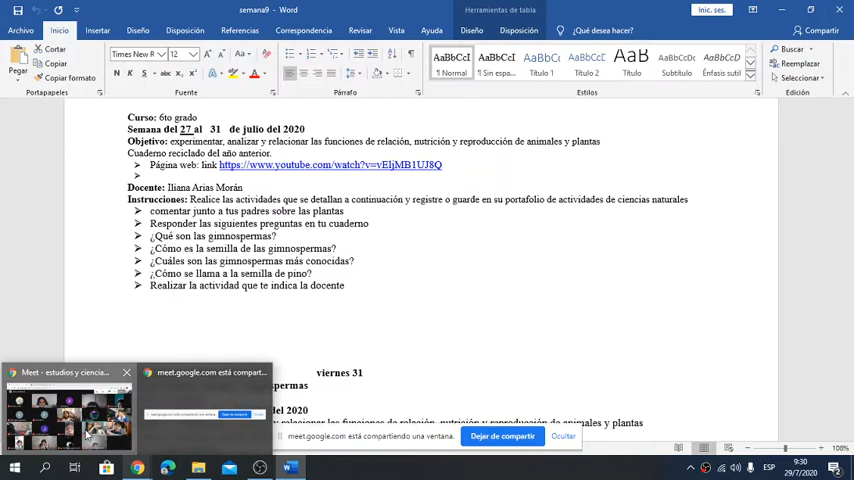 semana9 - Word
Herramientas de tabla
Inic. ses.
Archivo Inicio Insertar Diseño Disposición Referencias Correspondencia Revisar Vista Ayuda Diseño Disposición ¿Qué desea hacer? Compartir
Pegar
Cortar
Copiar
Copiar formato
Times New R 12
N K S
AaBbCcI AaBbCcI AaBbCc AaBbCcI AaB AaBbCcD AaBbCcD
¶ Normal ¶ Sin espa... Título 1 Título 2 Título Subtítulo Énfasis sutil
Buscar
Reemplazar
Seleccionar
Portapapeles Fuente Párrafo Estilos Edición
Curso: 6to grado
Semana del 27 al 31 de julio del 2020
Objetivo: experimentar, analizar y relacionar las funciones de relación, nutrición y reproducción de animales y plantas
Cuaderno reciclado del año anterior.
Página web: link https://www.youtube.com/watch?v=vEljMB1UJ8Q
Docente: Iliana Arias Morán
Instrucciones: Realice las actividades que se detallan a continuación y registre o guarde en su portafolio de actividades de ciencias naturales
comentar junto a tus padres sobre las plantas
Responder las siguientes preguntas en tu cuaderno
¿Qué son las gimnospermas?
¿Cómo es la semilla de las gimnospermas?
¿Cuáles son las gimnospermas más conocidas?
¿Cómo se llama a la semilla de pino?
Realizar la actividad que te indica la docente
Meet - estudios y ciencia... meet.google.com está compart...
viernes 31
spermas
del 2020
y relacionar las funciones de relación, nutrición y reproducción de animales y plantas
meet.google.com está compartiendo una ventana. Dejar de compartir Ocultar
108%
ESP
9:30
29/7/2020
2